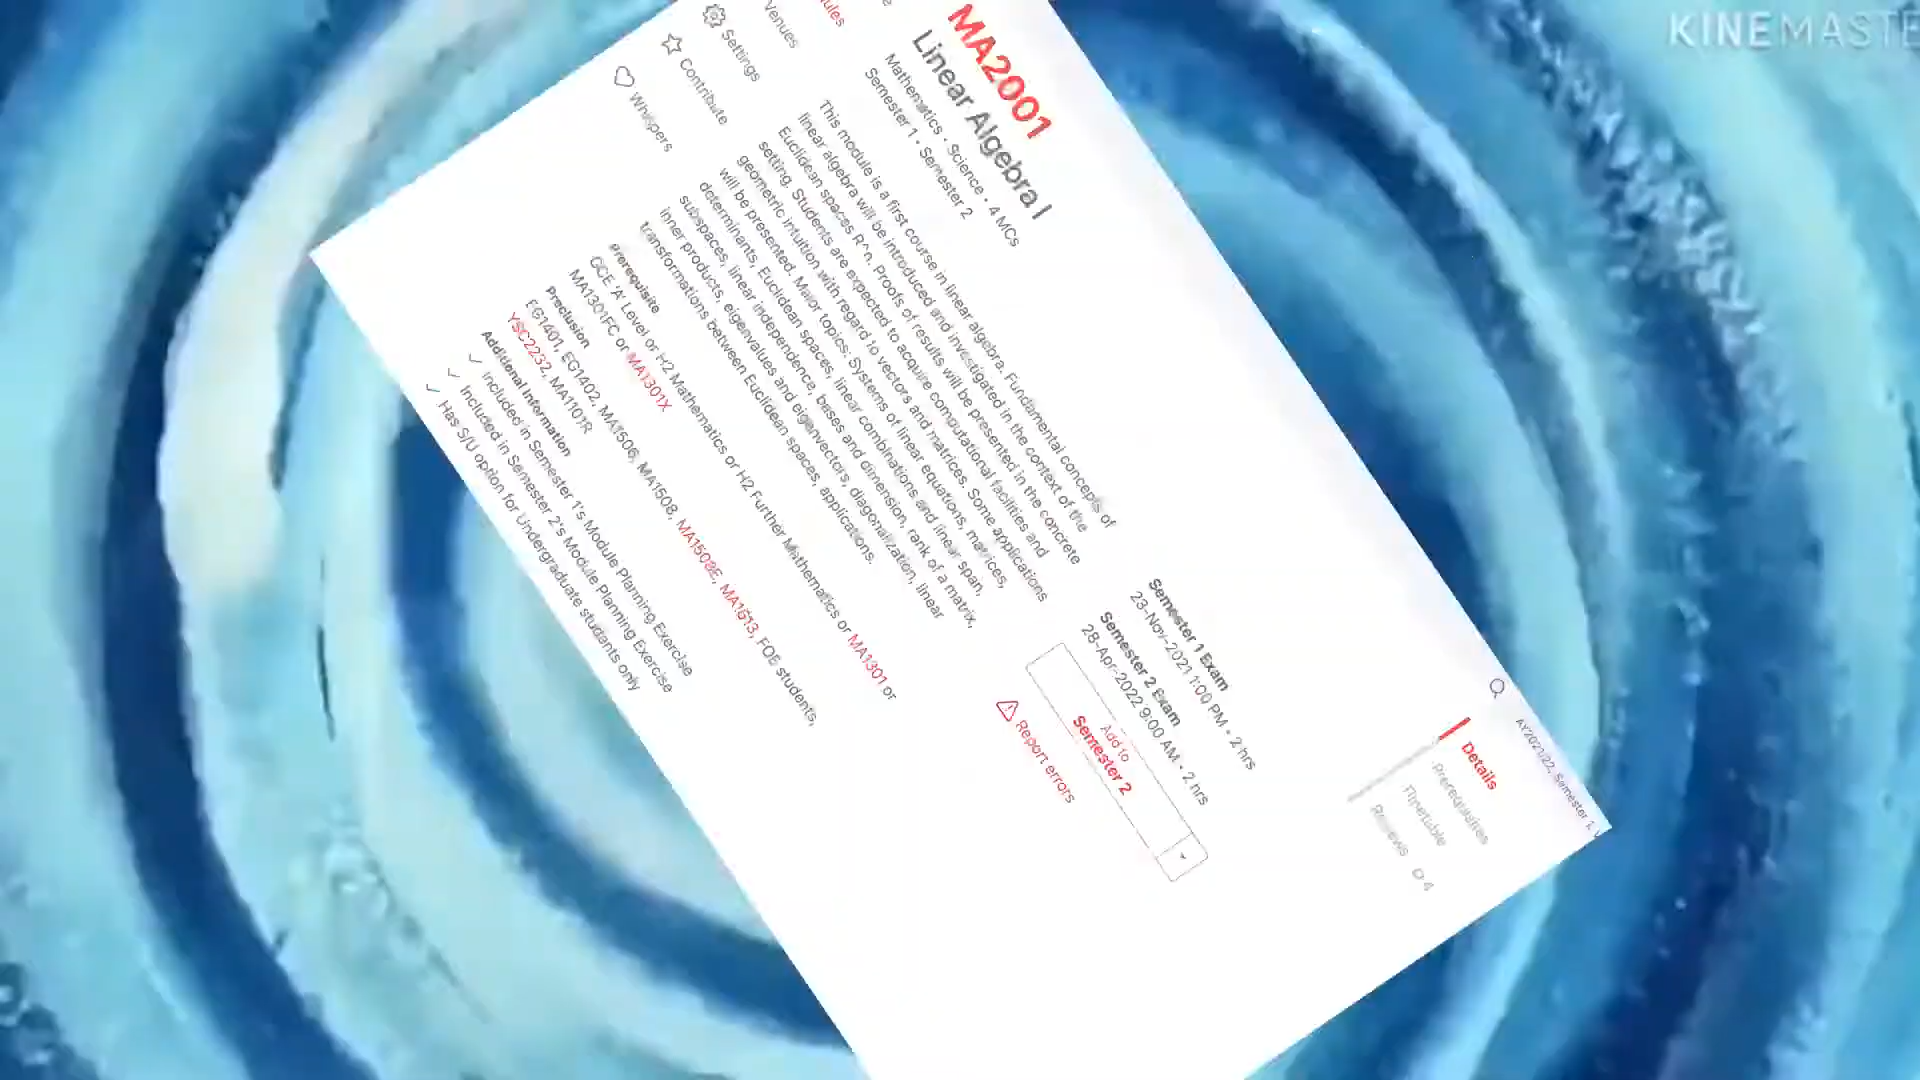 KINEMASTE
Venues
Settings
Contribute
Whispers
MA2001
Linear Algebra I
Mathematics • Science • 4 MCs
Semester 1 • Semester 2
This module is a first course in linear algebra. Fundamental concepts of
linear algebra will be introduced and investigated in the context of the
Euclidean spaces R^n. Proofs of results will be presented in the concrete
setting. Students are expected to acquire computational facilities and
geometric intuition with regard to vectors and matrices. Some applications
will be presented. Major topics: Systems of linear equations, matrices,
determinants, Euclidean spaces, linear combinations and linear span,
subspaces, linear independence, bases and dimension, rank of a matrix,
inner products, eigenvalues and eigenvectors, diagonalization, linear
transformations between Euclidean spaces, applications.
Prerequisite
GCE 'A' Level or H2 Mathematics or H2 Further Mathematics or MA1301 or
MA1301FC or MA1301X
Preclusion
EG1401, EG1402, MA1506, MA1508, MA1508E, MA1513, FOE students,
YSC2232, MA1101R
Additional Information
Included in Semester 1's Module Planning Exercise
Included in Semester 2's Module Planning Exercise
Has S/U option for Undergraduate students only
Semester 1 Exam
23-Nov-2021 1:00 PM • 2 hrs
Semester 2 Exam
28-Apr-2022 9:00 AM • 2 hrs
Add to
Semester 2
Report errors
AY2021/22, Semester 1,
Details
Prerequisites
Timetable
Reviews